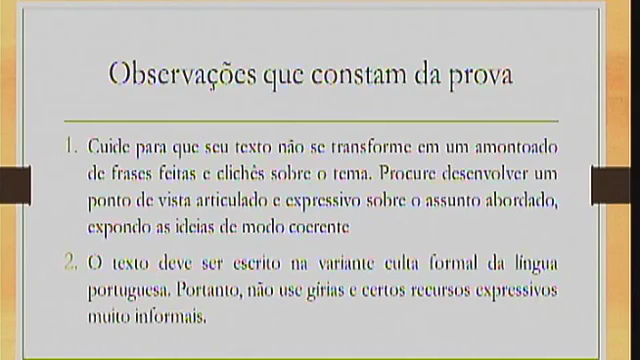 Observações que constam da prova
1. Cuide para que seu texto não se transforme em um amontoado
de frases feitas e clichês sobre o tema. Procure desenvolver um
ponto de vista articulado e expressivo sobre o assunto abordado,
expondo as ideias de modo coerente
2. O texto deve ser escrito na variante culta formal da língua
portuguesa. Portanto, não use gírias e certos recursos expressivos
muito informais.